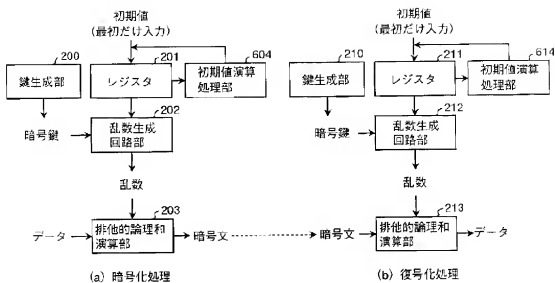 初期値
(最初だけ入力)
200
201
604
鍵生成部
レジスタ
初期値演算
処理部
202
暗号鍵
乱数生成
回路部
乱数
203
データ
排他的論理和
演算部
暗号文
(a) 暗号化処理
初期値
(最初だけ入力)
210
211
614
鍵生成部
レジスタ
初期値演算
処理部
212
暗号鍵
乱数生成
回路部
乱数
213
暗号文
排他的論理和
演算部
データ
(b) 復号化処理